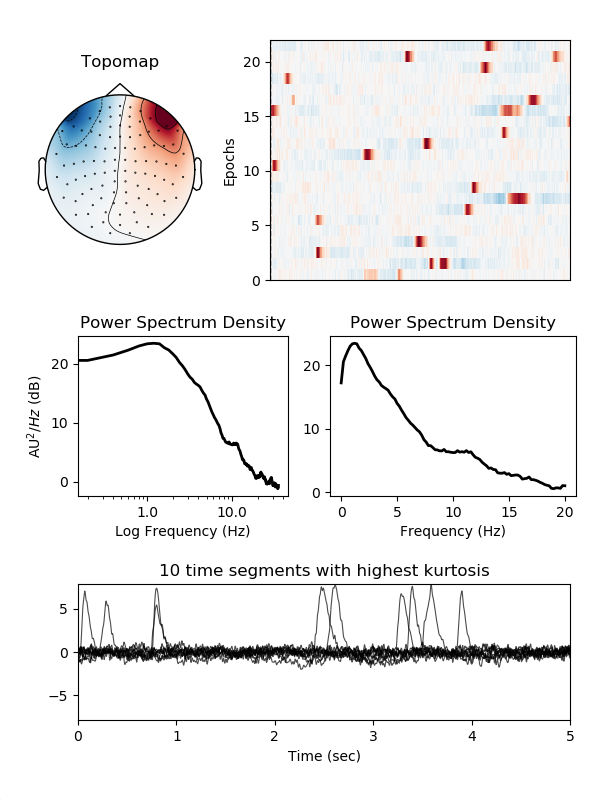 Topomap
Epochs
20
15
10
5
0
Power Spectrum Density
AU²/Hz (dB)
20
10
0
1.0 10.0
Log Frequency (Hz)
Power Spectrum Density
20
10
0
0 5 10 15 20
Frequency (Hz)
10 time segments with highest kurtosis
5
0
−5
0 1 2 3 4 5
Time (sec)